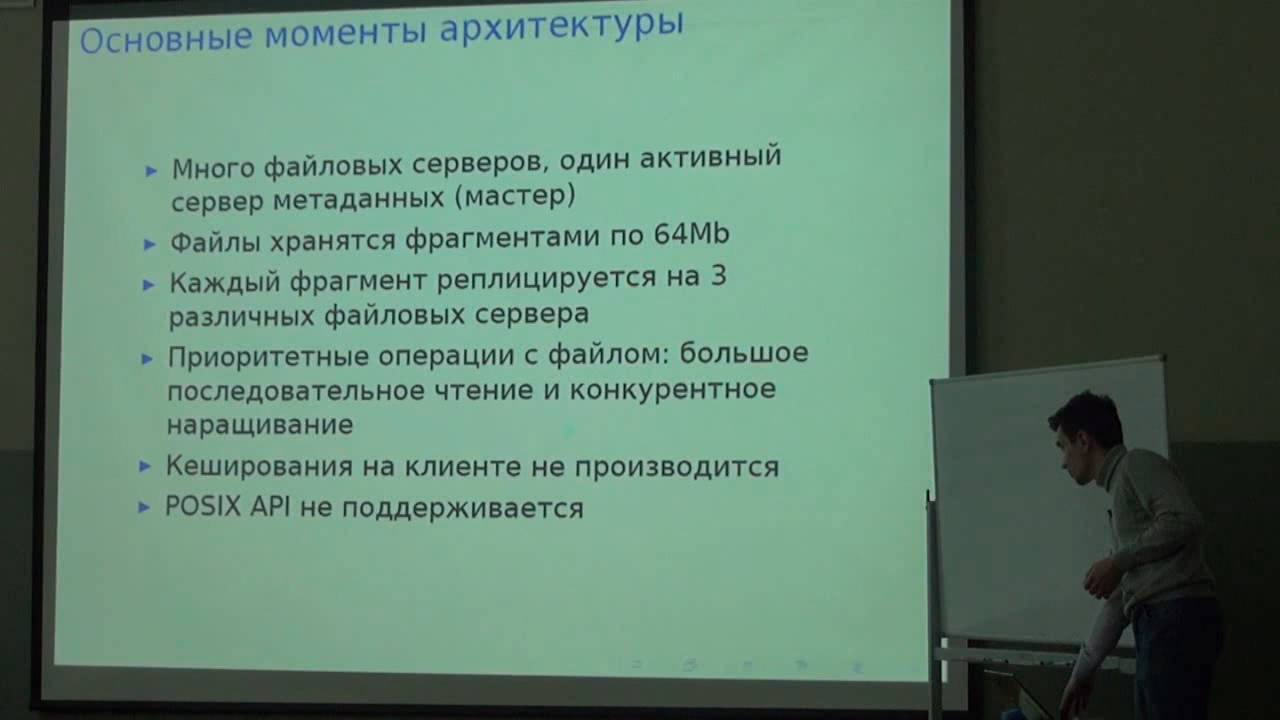 Основные моменты архитектуры
Много файловых серверов, один активный
сервер метаданных (мастер)
Файлы хранятся фрагментами по 64Mb
Каждый фрагмент реплицируется на 3
различных файловых сервера
Приоритетные операции с файлом: большое
последовательное чтение и конкурентное
наращивание
Кеширования на клиенте не производится
POSIX API не поддерживается